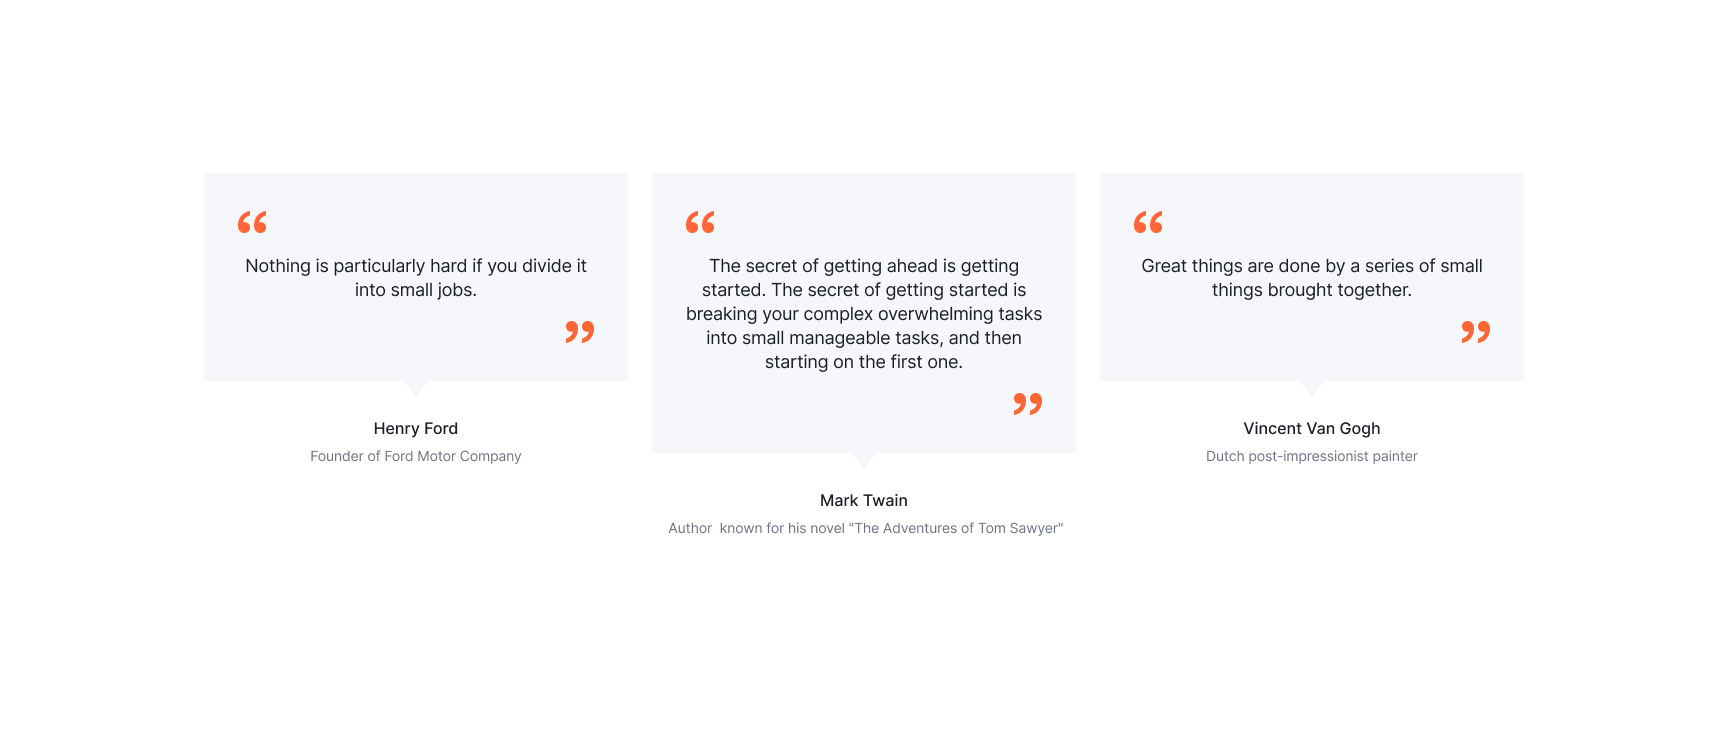 “
Nothing is particularly hard if you divide it
into small jobs.
”
Henry Ford
Founder of Ford Motor Company
“
The secret of getting ahead is getting
started. The secret of getting started is
breaking your complex overwhelming tasks
into small manageable tasks, and then
starting on the first one.
”
Mark Twain
Author  known for his novel "The Adventures of Tom Sawyer"
“
Great things are done by a series of small
things brought together.
”
Vincent Van Gogh
Dutch post-impressionist painter